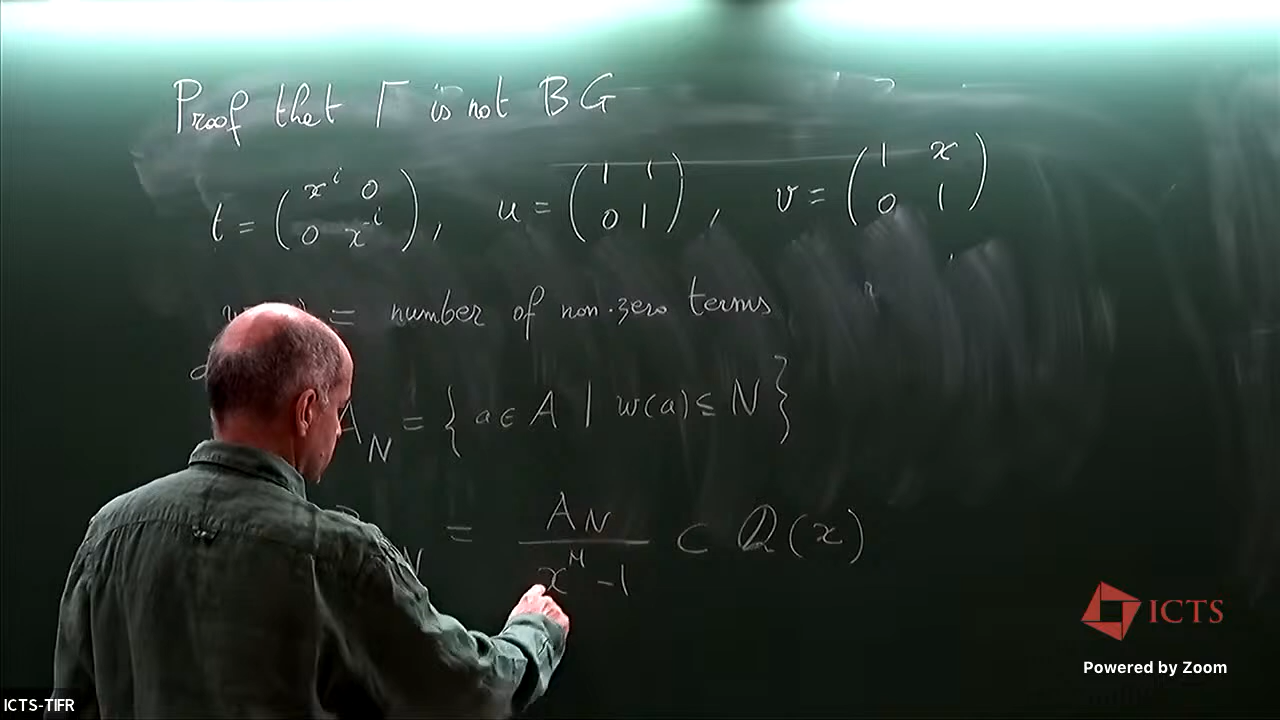 Proof that Γ is not BG
t = ( x^i 0 ; 0 x^-i ) , u = ( 1 1 ; 0 1 ) , v = ( 1 x ; 0 1 )
= number of non-zero terms
A_N = { a ∈ A | w(a) ≤ N }
= A_N / x^M - 1 ⊂ Q(x)
ICTS
Powered by Zoom
ICTS-TIFR